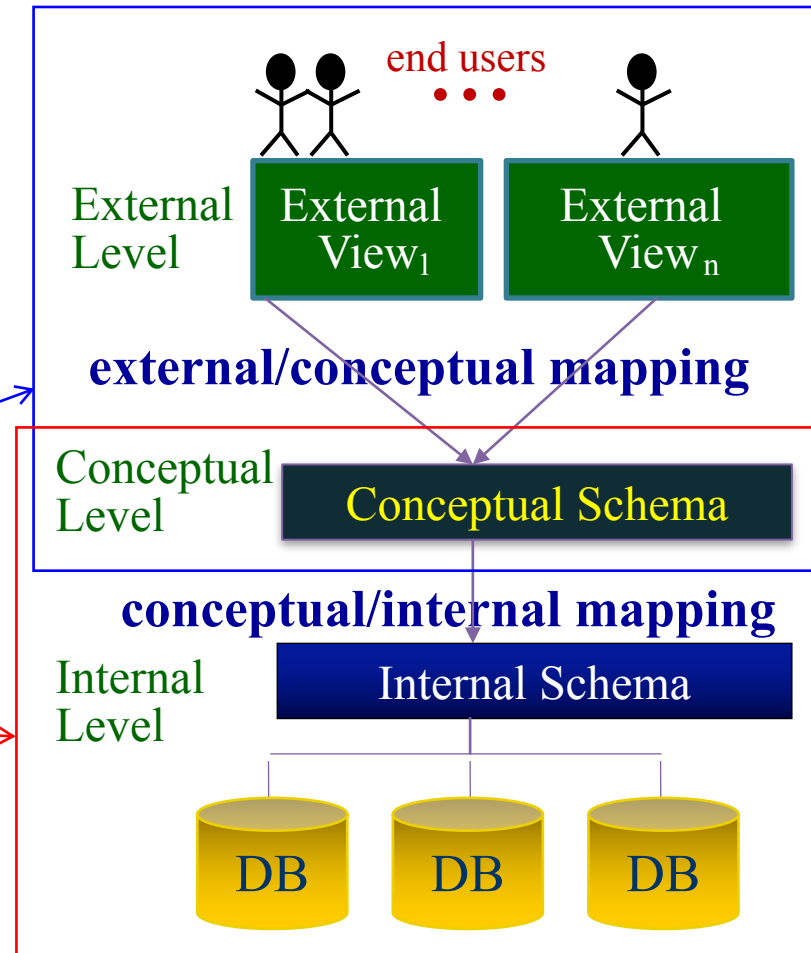 end users
• • •
External
Level
External
View1
External
Viewn
external/conceptual mapping
Conceptual
Level
Conceptual Schema
conceptual/internal mapping
Internal
Level
Internal Schema
DB
DB
DB